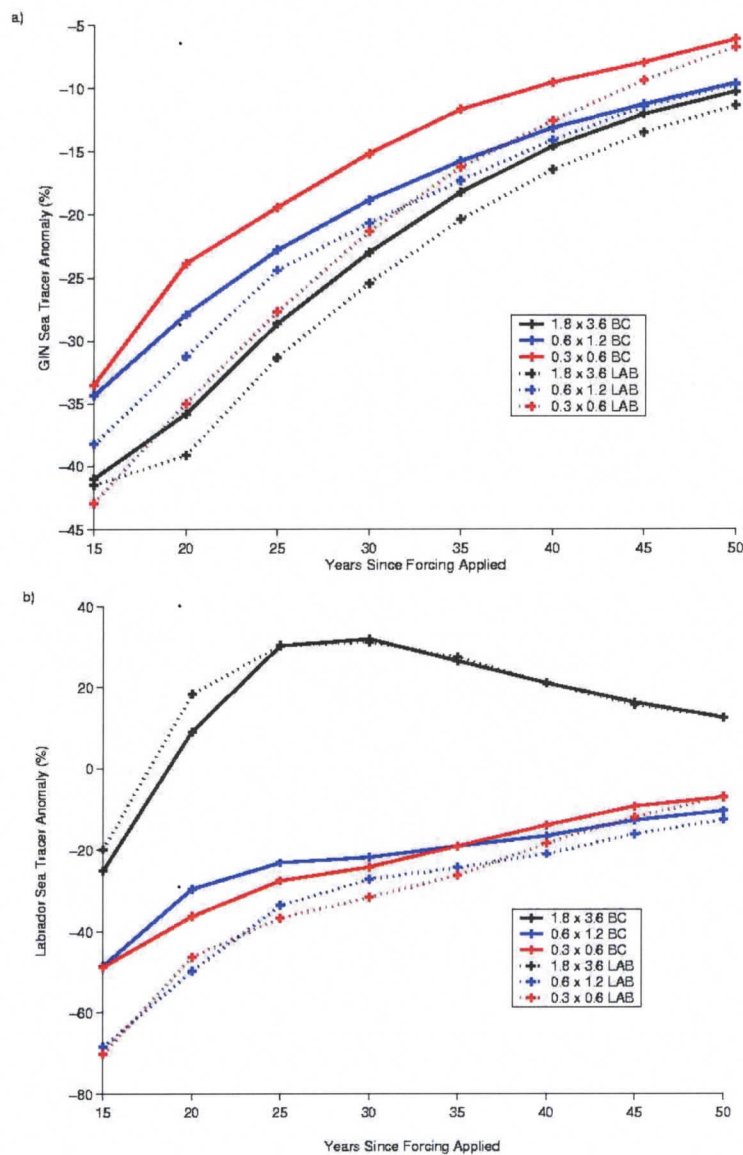 a)
−5
−10
−15
−20
−25
−30
−35
−40
−45
GIN Sea Tracer Anomaly (%)
1.8 x 3.6 BC
0.6 x 1.2 BC
0.3 x 0.6 BC
1.8 x 3.6 LAB
0.6 x 1.2 LAB
0.3 x 0.6 LAB
15 20 25 30 35 40 45 50
Years Since Forcing Applied
b)
40
20
0
−20
−40
−60
−80
Labrador Sea Tracer Anomaly (%)
1.8 x 3.6 BC
0.6 x 1.2 BC
0.3 x 0.6 BC
1.8 x 3.6 LAB
0.6 x 1.2 LAB
0.3 x 0.6 LAB
15 20 25 30 35 40 45 50
Years Since Forcing Applied